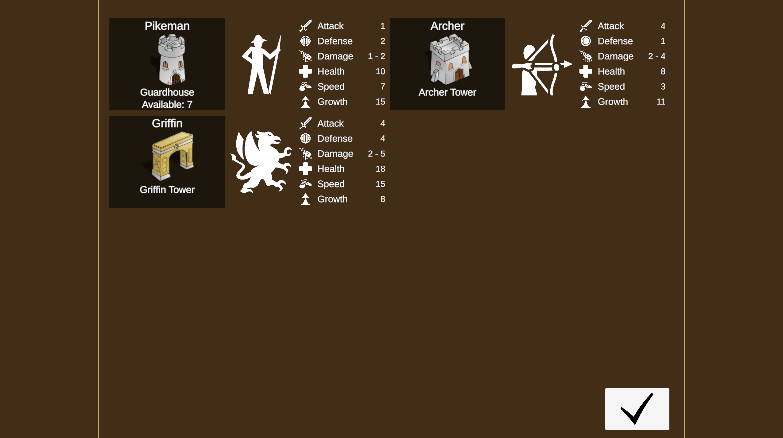 Pikeman
Guardhouse
Available: 7
Attack 1
Defense 2
Damage 1 - 2
Health 10
Speed 7
Growth 15
Archer
Archer Tower
Attack 4
Defense 1
Damage 2 - 4
Health 8
Speed 3
Growth 11
Griffin
Griffin Tower
Attack 4
Defense 4
Damage 2 - 5
Health 18
Speed 15
Growth 8